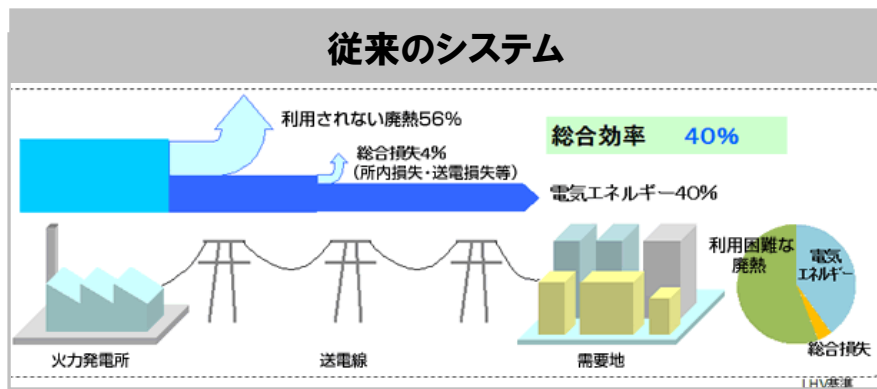 従来のシステム
利用されない廃熱56%
総合効率 40%
総合損失4%
(所内損失・送電損失等)
電気エネルギー40%
利用困難な
廃熱
電気
エネルギー
総合損失
火力発電所
送電線
需要地
LHV基準